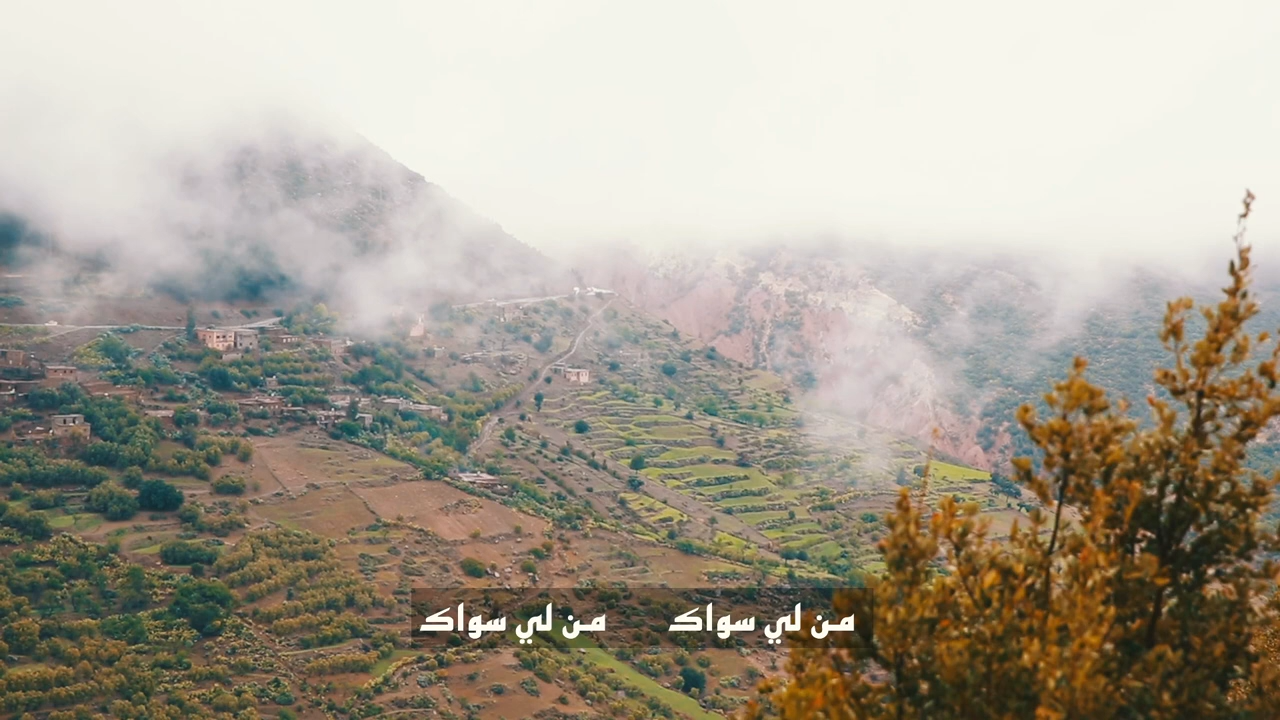 من لي سواك من لي سواك